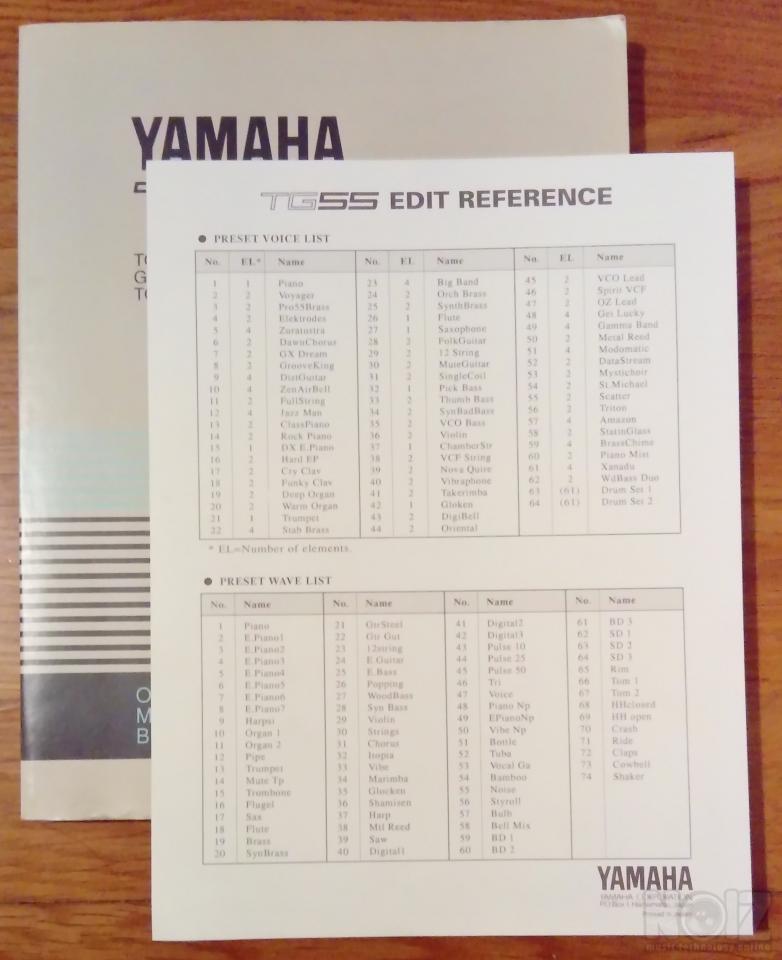 YAMAHA
TO
G
TO
O
M
B
TG55 EDIT REFERENCE
● PRESET VOICE LIST
No. EL* Name No. EL Name No. EL Name
1 1 Piano 23 4 Big Band 45 2 VCO Lead
2 2 Voyager 24 2 Orch Brass 46 2 Spirit VCF
3 2 Pro55Brass 25 2 SynthBrass 47 2 OZ Lead
4 2 Elektrodes 26 1 Flute 48 4 Get Lucky
5 4 Zaratustra 27 1 Saxophone 49 4 Gamma Band
6 2 DawnChorus 28 2 FolkGuitar 50 2 Metal Reed
7 2 GX Dream 29 2 12 String 51 4 Modomatic
8 2 GrooveKing 30 2 MuteGuitar 52 2 DataStream
9 4 DistGuitar 31 2 SingleCoil 53 2 Mystichoir
10 4 ZenAirBell 32 1 Pick Bass 54 2 St.Michael
11 2 FullString 33 2 Thumb Bass 55 2 Scatter
12 4 Jazz Man 34 2 SynBadBass 56 2 Triton
13 2 ClassPiano 35 2 VCO Bass 57 4 Amazon
14 2 Rock Piano 36 2 Violin 58 2 StatinGlass
15 1 DX E.Piano 37 1 ChamberStr 59 4 BrassChime
16 2 Hard EP 38 2 VCF String 60 2 Piano Mist
17 2 Cry Clav 39 2 Nova Quire 61 4 Xanadu
18 2 Funky Clav 40 2 Vibraphone 62 2 WdBass Duo
19 2 Deep Organ 41 2 Takerimba 63 (61) Drum Set 1
20 2 Warm Organ 42 1 Gloken 64 (61) Drum Set 2
21 1 Trumpet 43 2 DigiBell
22 4 Stab Brass 44 2 Oriental
* EL=Number of elements.
● PRESET WAVE LIST
No. Name No. Name No. Name No. Name
1 Piano 21 GtrSteel 41 Digital2 61 BD 3
2 E.Piano1 22 Gtr Gut 42 Digital3 62 SD 1
3 E.Piano2 23 12string 43 Pulse 10 63 SD 2
4 E.Piano3 24 E.Guitar 44 Pulse 25 64 SD 3
5 E.Piano4 25 E.Bass 45 Pulse 50 65 Rim
6 E.Piano5 26 Popping 46 Tri 66 Tom 1
7 E.Piano6 27 WoodBass 47 Voice 67 Tom 2
8 E.Piano7 28 Syn Bass 48 Piano Np 68 HHclosed
9 Harpsi 29 Violin 49 EPianoNp 69 HH open
10 Organ 1 30 Strings 50 Vibe Np 70 Crash
11 Organ 2 31 Chorus 51 Bottle 71 Ride
12 Pipe 32 Itopia 52 Tuba 72 Claps
13 Trumpet 33 Vibe 53 Vocal Ga 73 Cowbell
14 Mute Tp 34 Marimba 54 Bamboo 74 Shaker
15 Trombone 35 Glocken 55 Noise
16 Flugel 36 Shamisen 56 Styroll
17 Sax 37 Harp 57 Bulb
18 Flute 38 Mtl Reed 58 Bell Mix
19 Brass 39 Saw 59 BD 1
20 SynBrass 40 Digital1 60 BD 2
YAMAHA
YAMAHA CORPORATION
P.O.Box 1, Hamamatsu, Japan
Printed in Japan
NOIZ
music technology online